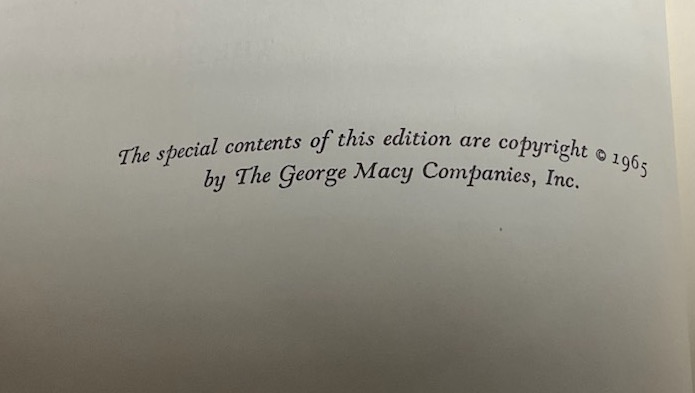 The special contents of this edition are copyright © 1965
by The George Macy Companies, Inc.